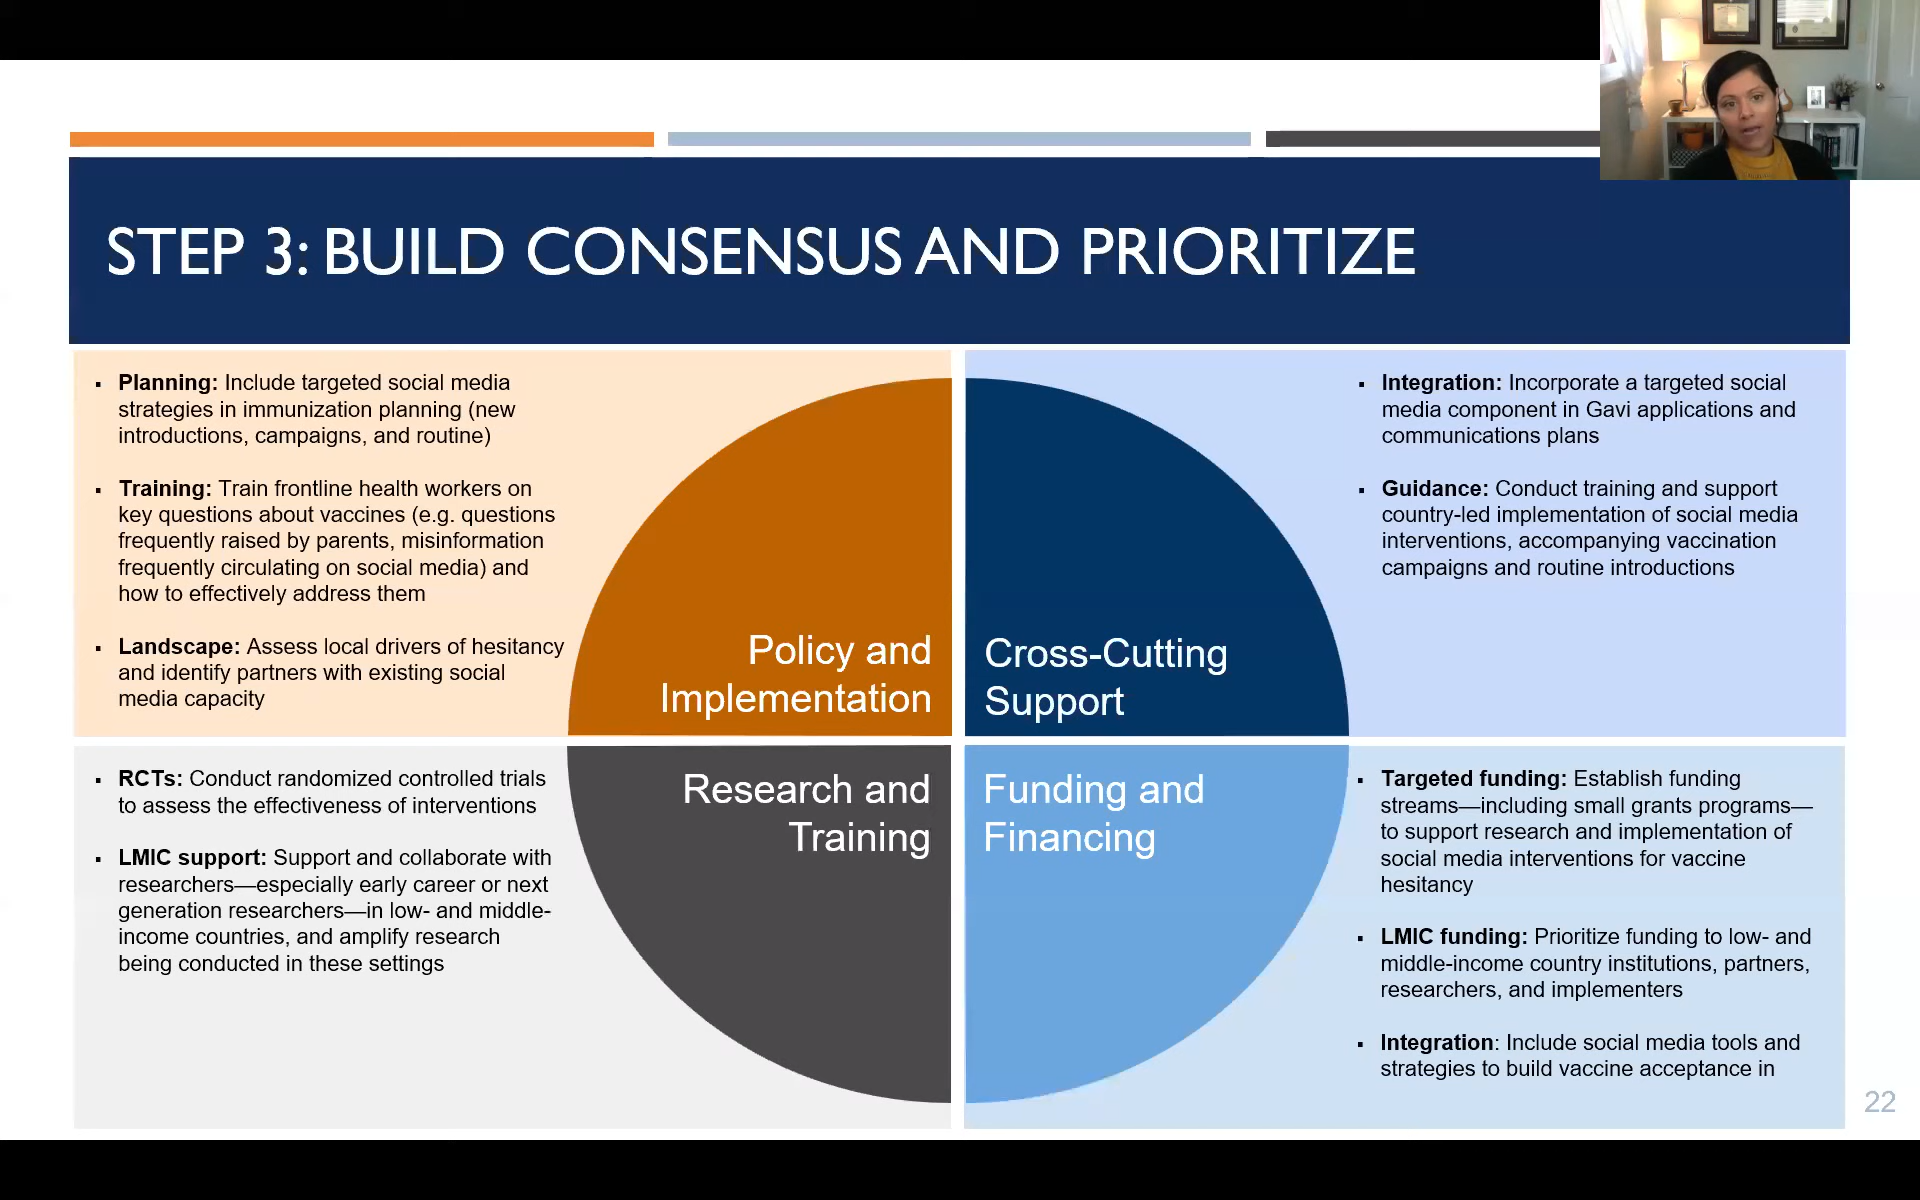 STEP 3: BUILD CONSENSUS AND PRIORITIZE
▪ Planning: Include targeted social media
strategies in immunization planning (new
introductions, campaigns, and routine)
▪ Training: Train frontline health workers on
key questions about vaccines (e.g. questions
frequently raised by parents, misinformation
frequently circulating on social media) and
how to effectively address them
▪ Landscape: Assess local drivers of hesitancy
and identify partners with existing social
media capacity
Policy and
Implementation
Cross-Cutting
Support
▪ Integration: Incorporate a targeted social
media component in Gavi applications and
communications plans
▪ Guidance: Conduct training and support
country-led implementation of social media
interventions, accompanying vaccination
campaigns and routine introductions
▪ RCTs: Conduct randomized controlled trials
to assess the effectiveness of interventions
▪ LMIC support: Support and collaborate with
researchers—especially early career or next
generation researchers—in low- and middle-
income countries, and amplify research
being conducted in these settings
Research and
Training
Funding and
Financing
▪ Targeted funding: Establish funding
streams—including small grants programs—
to support research and implementation of
social media interventions for vaccine
hesitancy
▪ LMIC funding: Prioritize funding to low- and
middle-income country institutions, partners,
researchers, and implementers
▪ Integration: Include social media tools and
strategies to build vaccine acceptance in
22